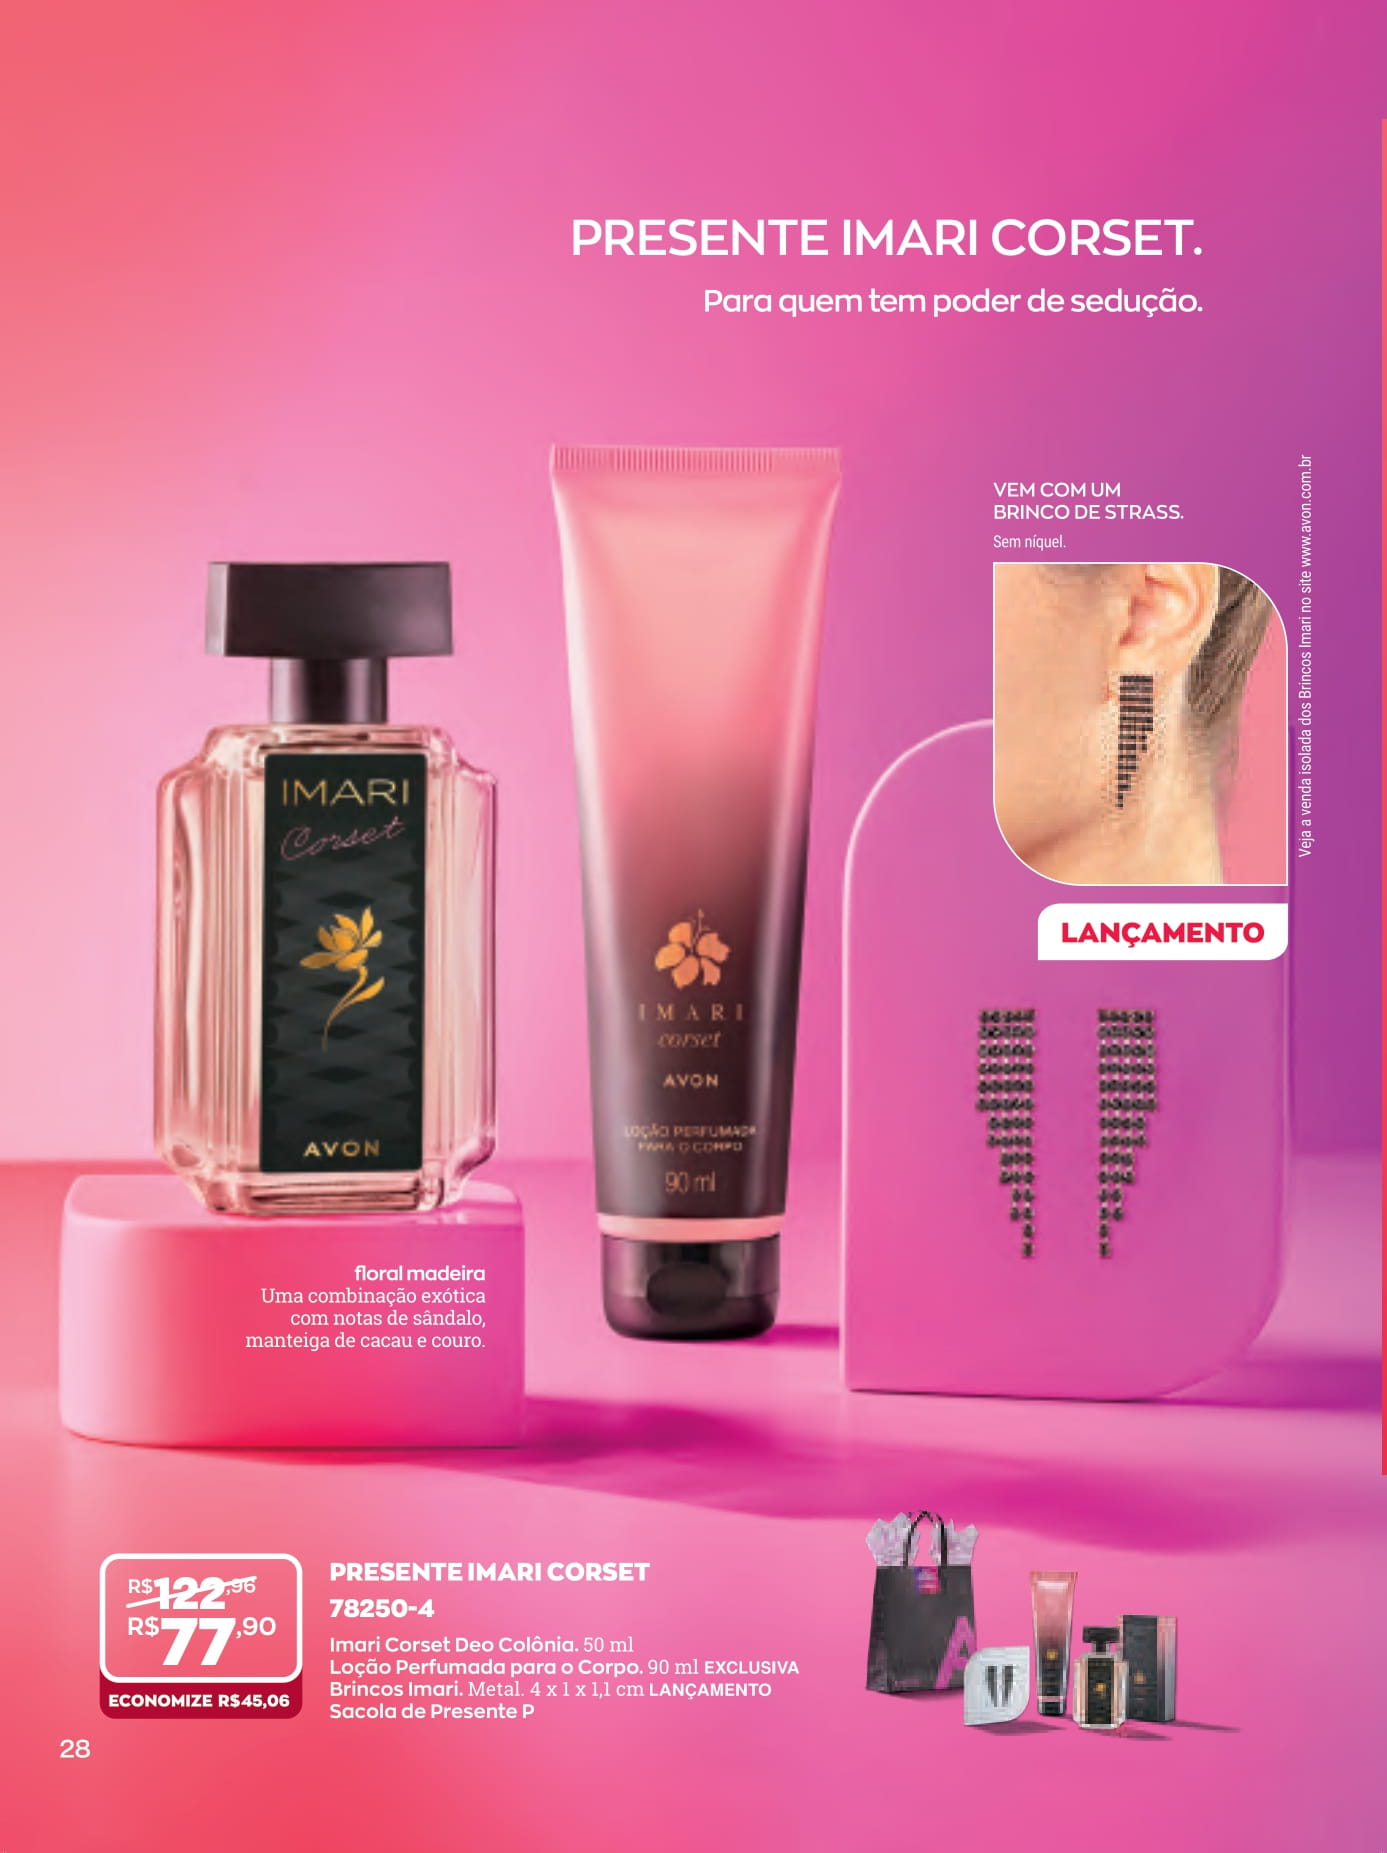 PRESENTE IMARI CORSET.
Para quem tem poder de sedução.
VEM COM UM
BRINCO DE STRASS.
Sem níquel.
Veja a venda isolada dos Brincos Imari no site www.avon.com.br
LANÇAMENTO
IMARI
Corset
AVON
IMARI
corset
AVON
LOÇÃO PERFUMADA
PARA O CORPO
90 ml
floral madeira
Uma combinação exótica
com notas de sândalo,
manteiga de cacau e couro.
R$122,96
R$77,90
ECONOMIZE R$45,06
PRESENTE IMARI CORSET
78250-4
Imari Corset Deo Colônia. 50 ml
Loção Perfumada para o Corpo. 90 ml EXCLUSIVA
Brincos Imari. Metal. 4 x 1 x 1,1 cm LANÇAMENTO
Sacola de Presente P
28